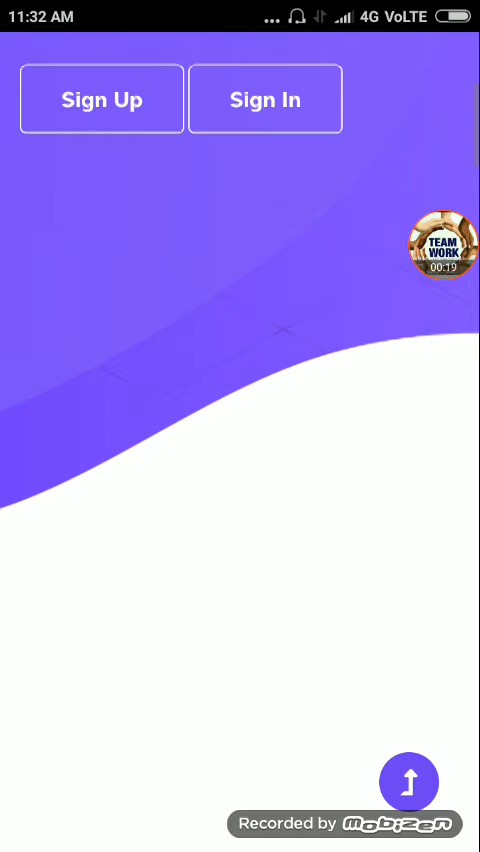 11:32 AM
4G VoLTE
Sign Up
Sign In
TEAM
WORK
00:19
Recorded by mobizen